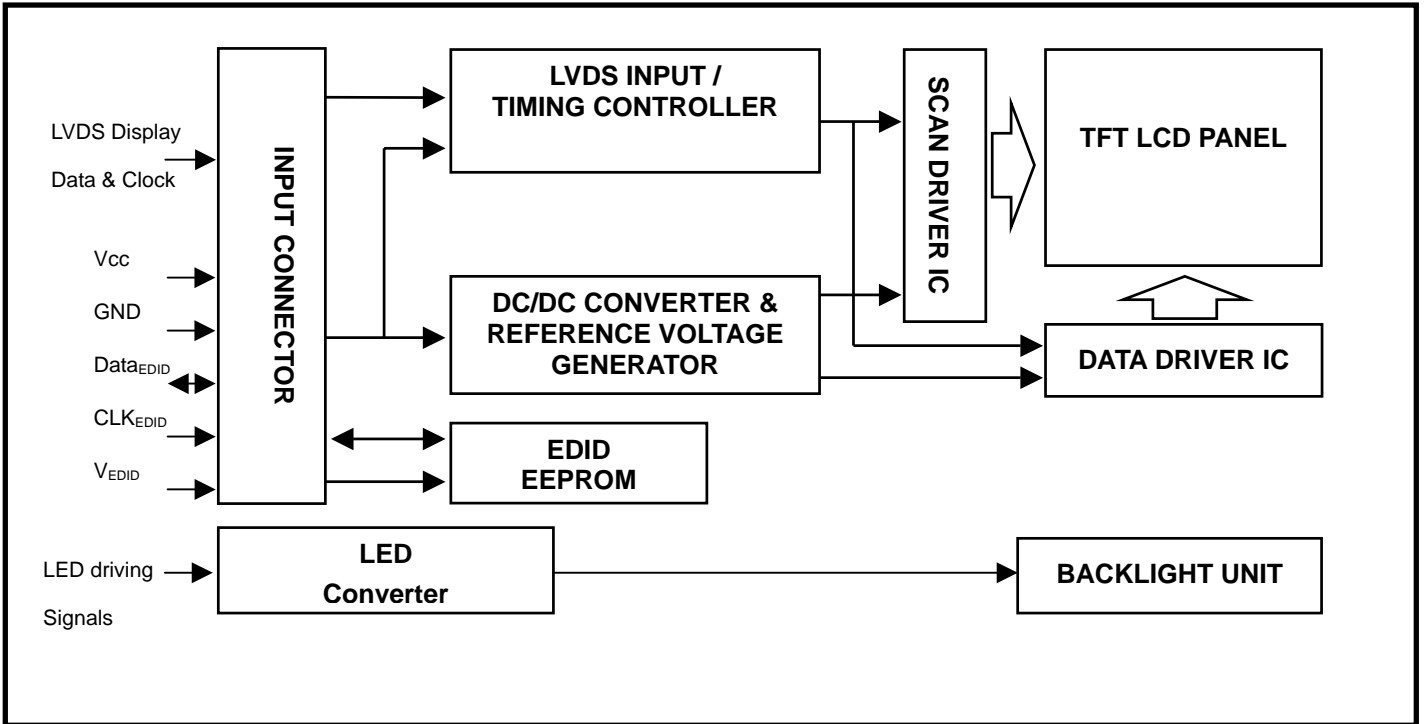 LVDS Display
Data & Clock
Vcc
GND
DataEDID
CLKEDID
VEDID
LED driving
Signals
INPUT CONNECTOR
LVDS INPUT /
TIMING CONTROLLER
DC/DC CONVERTER &
REFERENCE VOLTAGE
GENERATOR
EDID
EEPROM
LED
Converter
SCAN DRIVER IC
TFT LCD PANEL
DATA DRIVER IC
BACKLIGHT UNIT